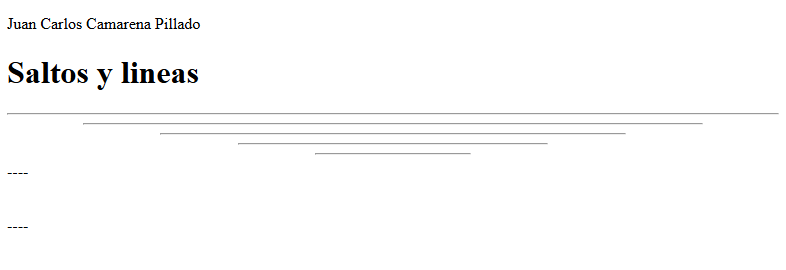 Juan Carlos Camarena Pillado
Saltos y lineas
----
----